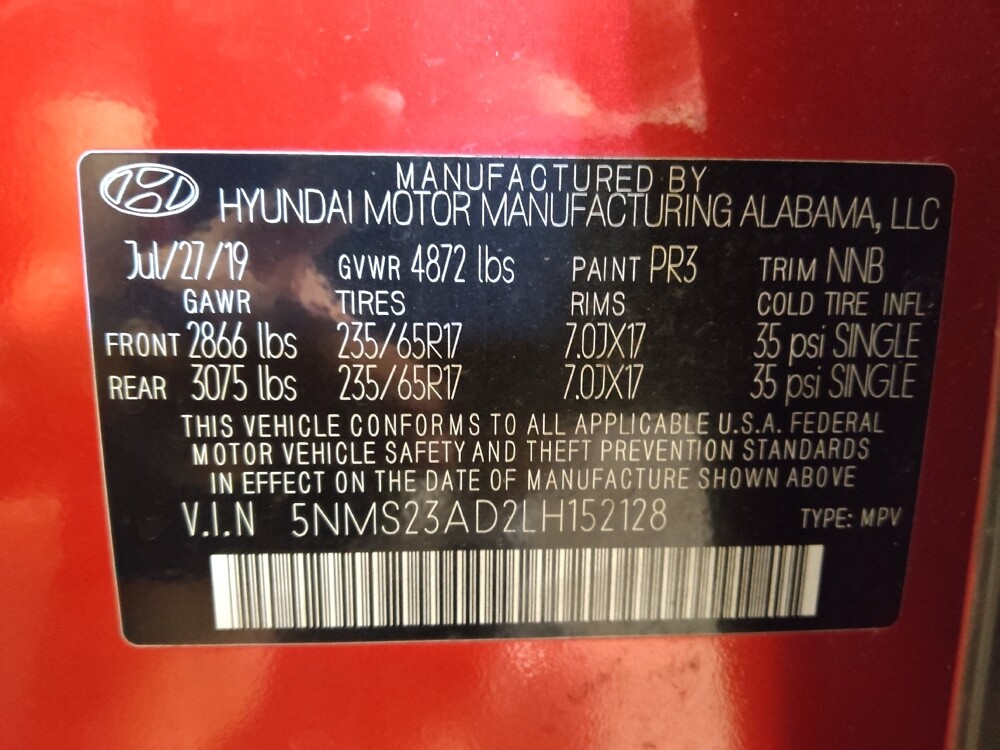 MANUFACTURED BY
HYUNDAI MOTOR MANUFACTURING ALABAMA, LLC
Jul/27/19 GVWR 4872 lbs PAINT PR3 TRIM NNB
GAWR TIRES RIMS COLD TIRE INFL:
FRONT 2866 lbs 235/65R17 7.0JX17 35 psi SINGLE
REAR 3075 lbs 235/65R17 7.0JX17 35 psi SINGLE
THIS VEHICLE CONFORMS TO ALL APPLICABLE U.S.A. FEDERAL
MOTOR VEHICLE SAFETY AND THEFT PREVENTION STANDARDS
IN EFFECT ON THE DATE OF MANUFACTURE SHOWN ABOVE
V.I.N 5NMS23AD2LH152128 TYPE: MPV